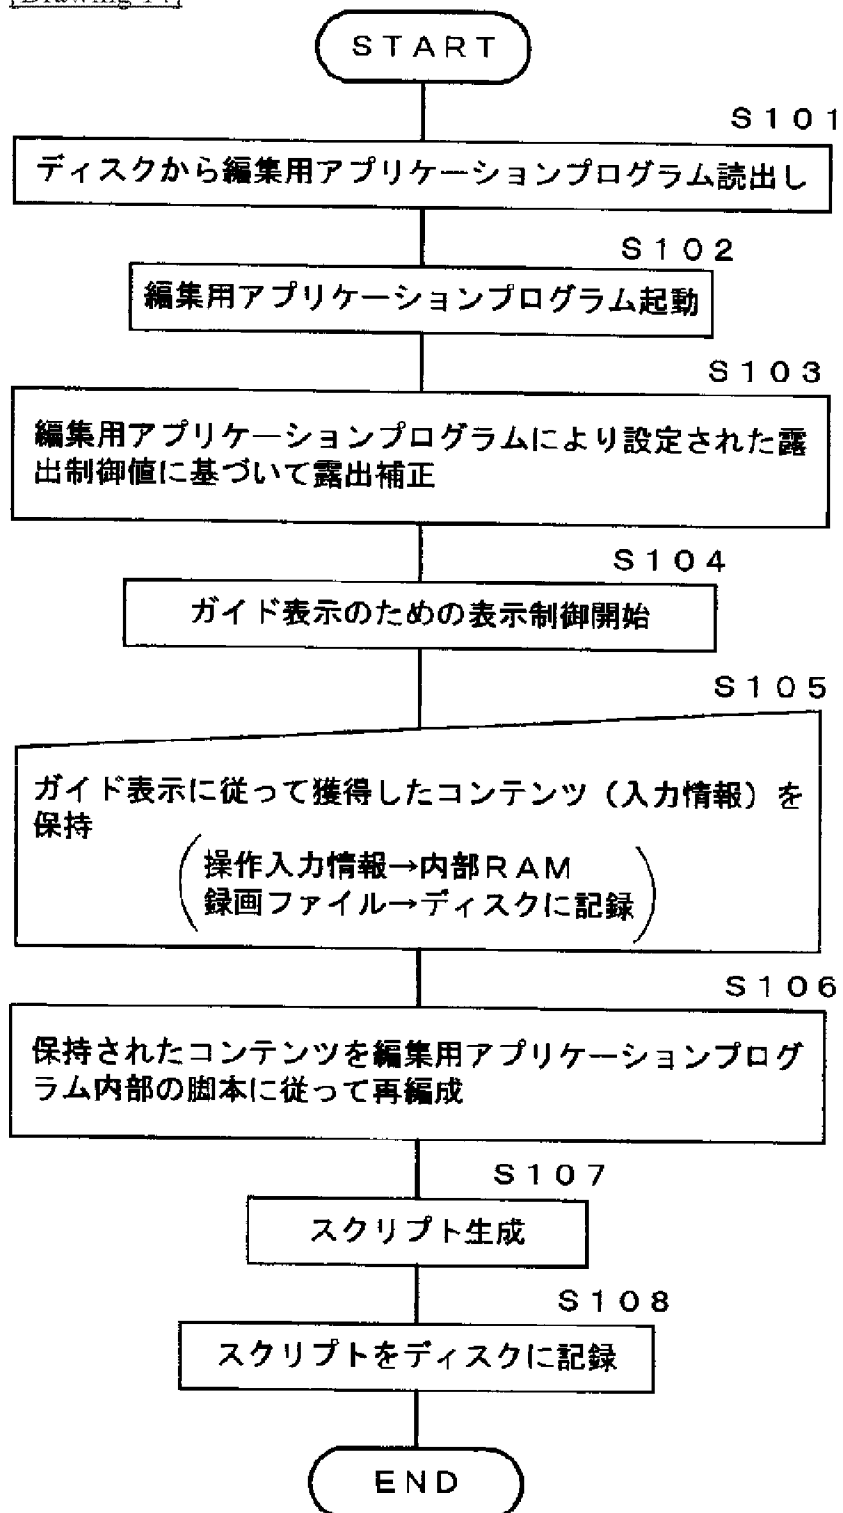 START
S101
ディスクから編集用アプリケーションプログラム読出し
S102
編集用アプリケーションプログラム起動
S103
編集用アプリケーションプログラムにより設定された露
出制御値に基づいて露出補正
S104
ガイド表示のための表示制御開始
S105
ガイド表示に従って獲得したコンテンツ（入力情報）を
保持
操作入力情報→内部RAM
録画ファイル→ディスクに記録
S106
保持されたコンテンツを編集用アプリケーションプログ
ラム内部の脚本に従って再編成
S107
スクリプト生成
S108
スクリプトをディスクに記録
END